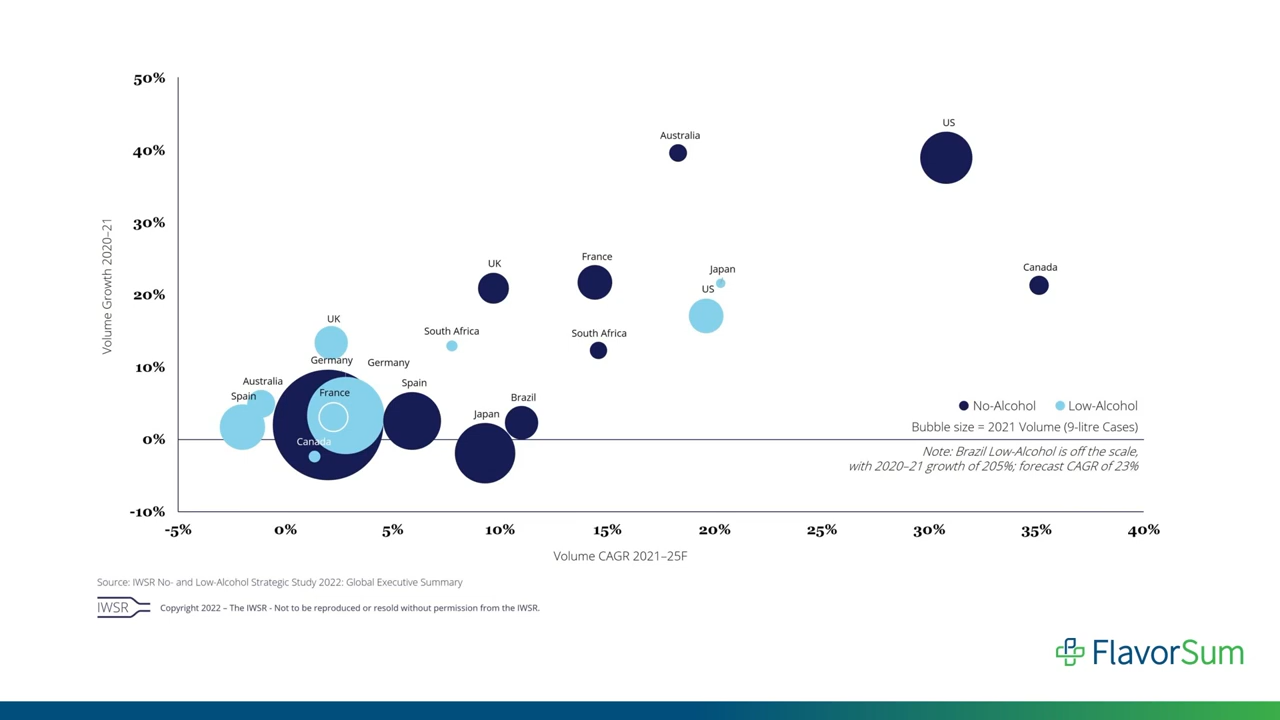 50%
US
Australia
40%
30%
Canada
France
UK
Japan
US
20%
UK
South Africa
South Africa
10%
Germany
Germany
Spain
Australia
France
Spain
Brazil
Japan
No-Alcohol
Low-Alcohol
Bubble size = 2021 Volume (9-litre Cases)
0%
Canada
Note: Brazil Low-Alcohol is off the scale,
with 2020–21 growth of 205%; forecast CAGR of 23%
-10%
-5%
0%
5%
10%
15%
20%
25%
30%
35%
40%
Volume Growth 2020–21
Volume CAGR 2021–25F
Source: IWSR No- and Low-Alcohol Strategic Study 2022: Global Executive Summary
IWSR
Copyright 2022 – The IWSR - Not to be reproduced or resold without permission from the IWSR.
FlavorSum